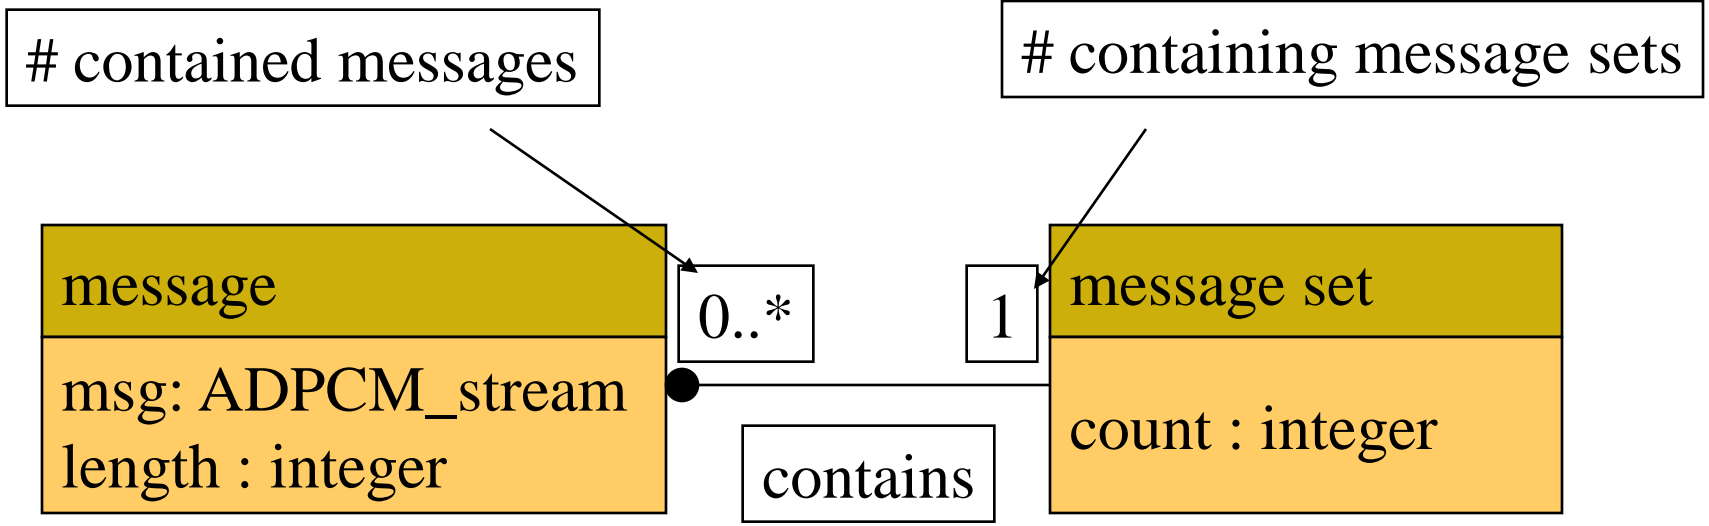 # contained messages
# containing message sets
message
0..*
1
message set
msg: ADPCM_stream
length : integer
count : integer
contains